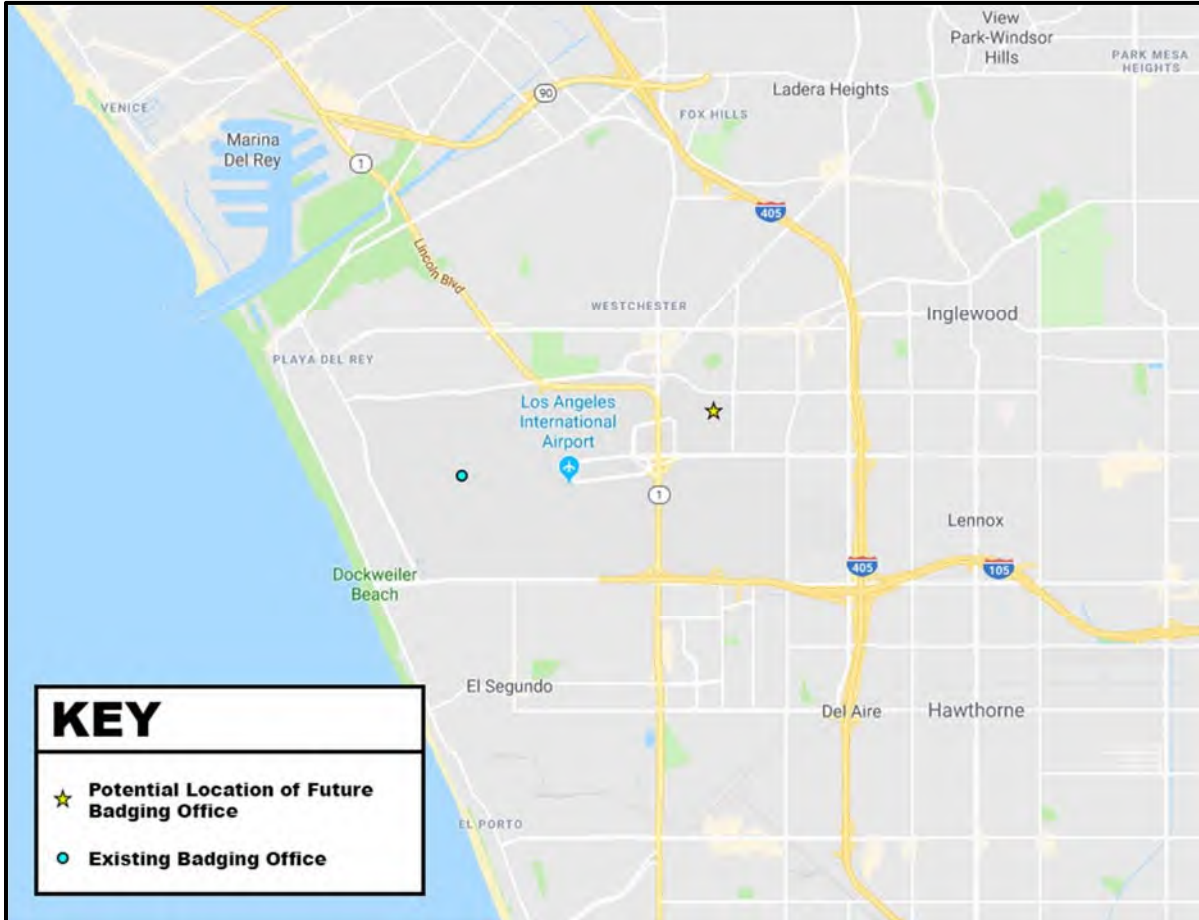 View
Park-Windsor
Hills
PARK MESA
HEIGHTS
Ladera Heights
90
VENICE
FOX HILLS
Marina
Del Rey
1
405
Lincoln Blvd
WESTCHESTER
Inglewood
PLAYA DEL REY
Los Angeles
International
Airport
1
Lennox
405
105
Dockweiler
Beach
El Segundo
Del Aire
Hawthorne
EL PORTO
KEY
Potential Location of Future
Badging Office
Existing Badging Office